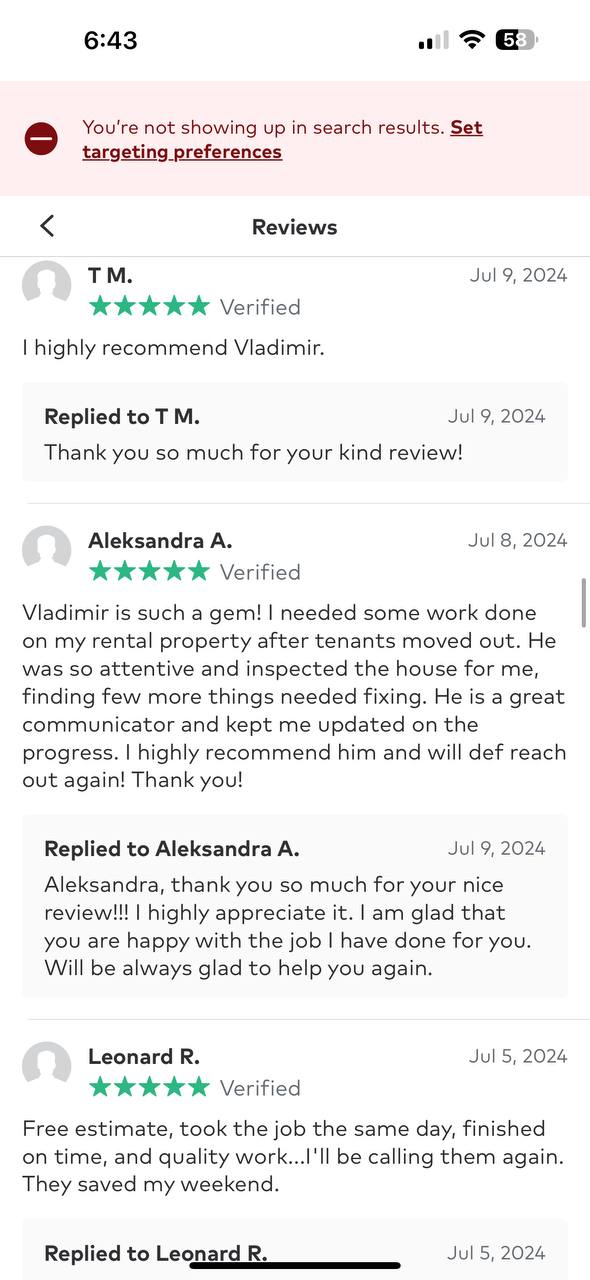 6:43
58
You’re not showing up in search results. Set
targeting preferences
Reviews
T M.
Jul 9, 2024
Verified
I highly recommend Vladimir.
Replied to T M.
Jul 9, 2024
Thank you so much for your kind review!
Aleksandra A.
Jul 8, 2024
Verified
Vladimir is such a gem! I needed some work done
on my rental property after tenants moved out. He
was so attentive and inspected the house for me,
finding few more things needed fixing. He is a great
communicator and kept me updated on the
progress. I highly recommend him and will def reach
out again! Thank you!
Replied to Aleksandra A.
Jul 9, 2024
Aleksandra, thank you so much for your nice
review!!! I highly appreciate it. I am glad that
you are happy with the job I have done for you.
Will be always glad to help you again.
Leonard R.
Jul 5, 2024
Verified
Free estimate, took the job the same day, finished
on time, and quality work...I'll be calling them again.
They saved my weekend.
Replied to Leonard R.
Jul 5, 2024